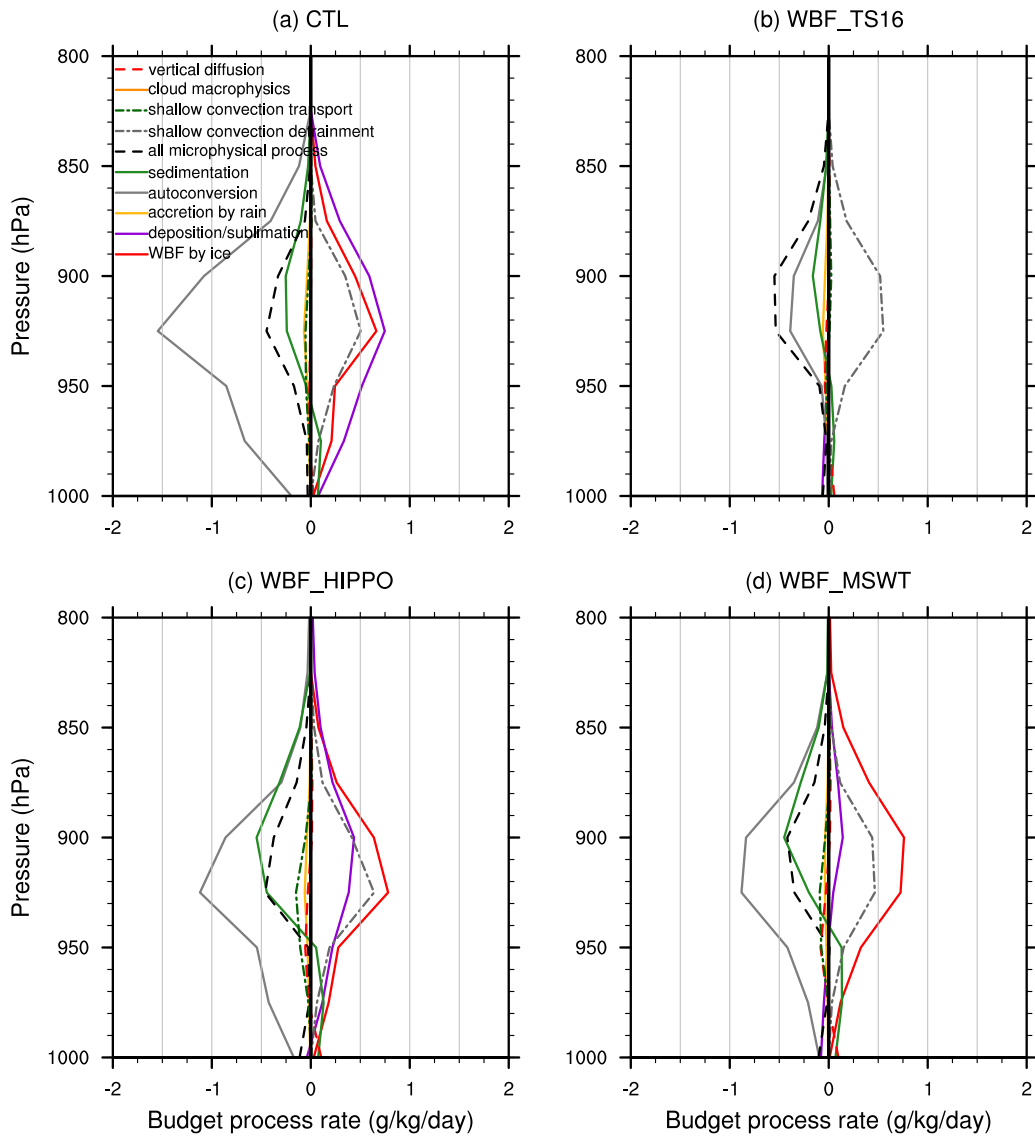 (a) CTL
(b) WBF_TS16
800
850
900
950
1000
Pressure (hPa)
vertical diffusion
cloud macrophysics
shallow convection transport
shallow convection detrainment
all microphysical process
sedimentation
autoconversion
accretion by rain
deposition/sublimation
WBF by ice
-2 -1 0 1 2
800
850
900
950
1000
-2 -1 0 1 2
(c) WBF_HIPPO
(d) WBF_MSWT
800
850
900
950
1000
Pressure (hPa)
-2 -1 0 1 2
Budget process rate (g/kg/day)
800
850
900
950
1000
-2 -1 0 1 2
Budget process rate (g/kg/day)